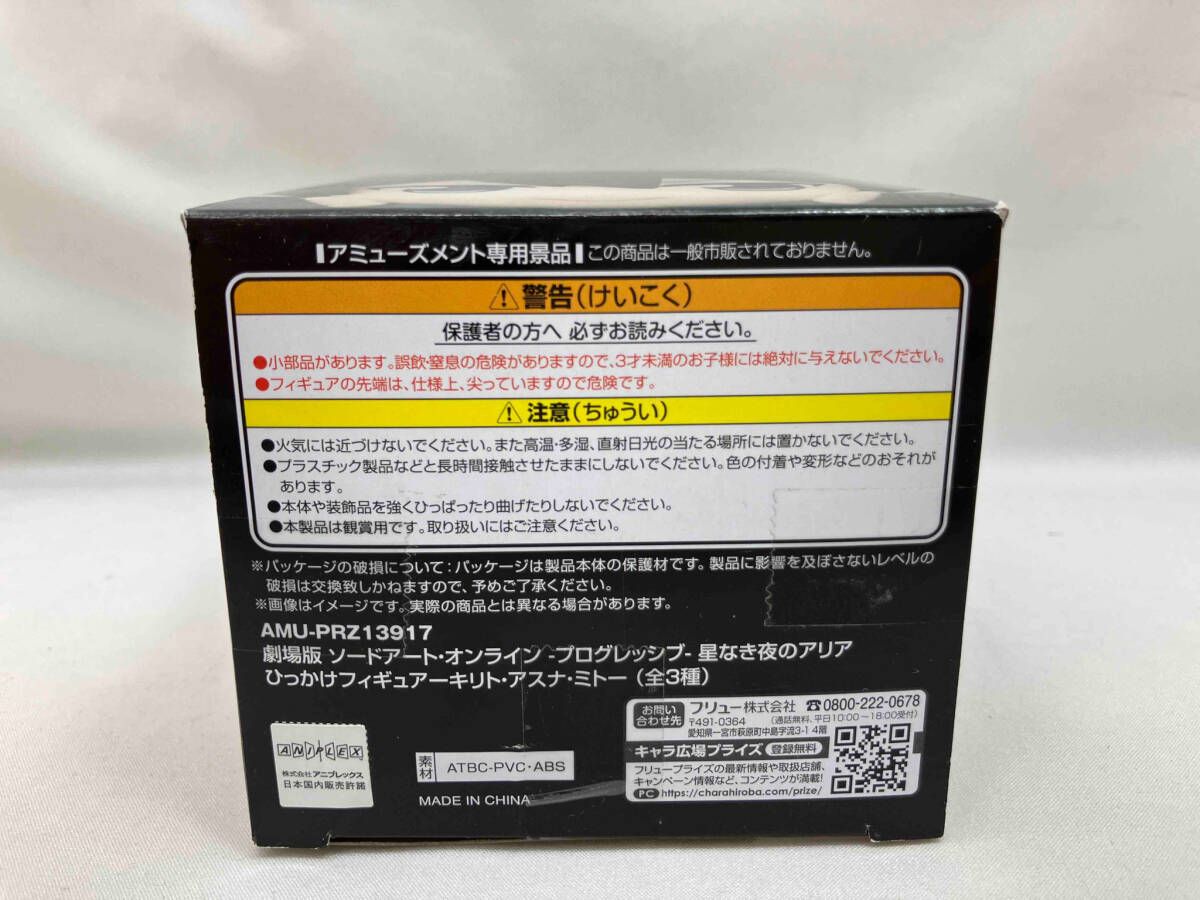 アミューズメント専用景品 この商品は一般市販されておりません。
警告(けいこく)
保護者の方へ 必ずお読みください。
●小部品があります。誤飲・窒息の危険がありますので、3才未満のお子様には絶対に与えないでください。
●フィギュアの先端は、仕様上、尖っていますので危険です。
注意(ちゅうい)
●火気には近づけないでください。また高温・多湿、直射日光の当たる場所には置かないでください。
●プラスチック製品などと長時間接触させたままにしないでください。色の付着や変形などのおそれが
あります。
●本体や装飾品を強くひっぱったり曲げたりしないでください。
●本製品は観賞用です。取り扱いにはご注意ください。
※パッケージの破損について:パッケージは製品本体の保護材です。製品に影響を及ぼさないレベルの
破損は交換致しかねますので、予めご了承ください。
※画像はイメージです。実際の商品とは異なる場合があります。
AMU-PRZ13917
劇場版 ソードアート・オンライン -プログレッシブ- 星なき夜のアリア
ひっかけフィギュアーキリト・アスナ・ミトー(全3種)
ANIPLEX
株式会社 アニプレックス
日本国内販売許諾
素材 ATBC-PVC・ABS
MADE IN CHINA
お問い合わせ先 フリュー株式会社 ☎0800-222-0678
〒491-0364 (通話無料、平日10:00〜18:00受付)
愛知県一宮市萩原町中島字流3-1 4階
キャラ広場プライズ 登録無料
フリュープライズの最新情報や取扱店舗、
キャンペーン情報など、コンテンツが満載!
PC https://charahiroba.com/prize/